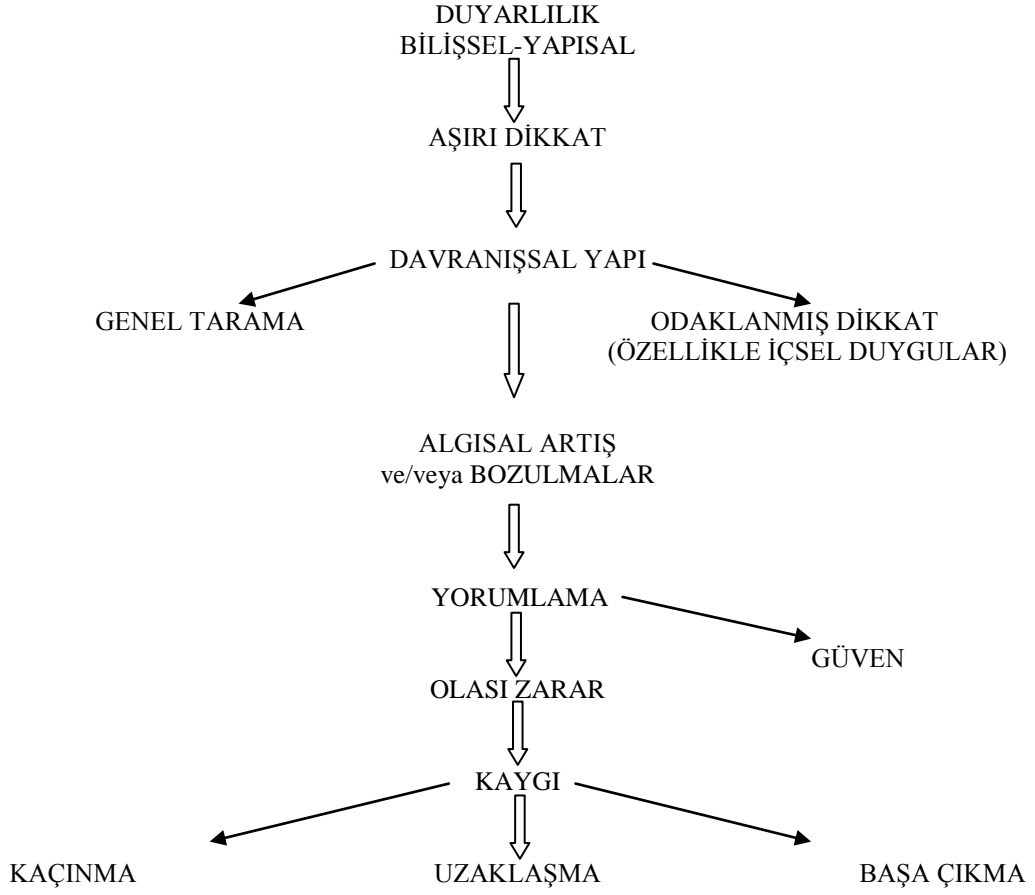 DUYARLILIK
BİLİŞSEL-YAPISAL
AŞIRI DİKKAT
DAVRANIŞSAL YAPI
GENEL TARAMA
ODAKLANMIŞ DİKKAT
(ÖZELLİKLE İÇSEL DUYGULAR)
ALGISAL ARTIŞ
ve/veya BOZULMALAR
YORUMLAMA
GÜVEN
OLASI ZARAR
KAYGI
KAÇINMA
UZAKLAŞMA
BAŞA ÇIKMA